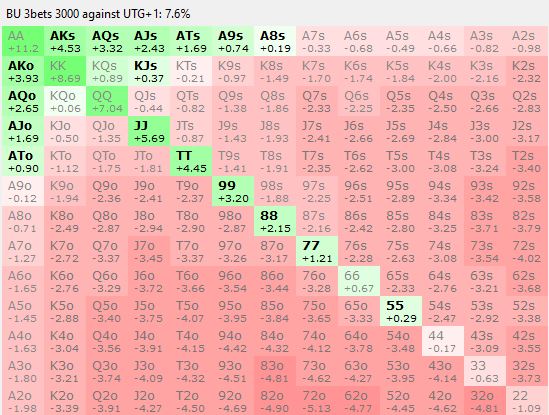 BU 3bets 3000 against UTG+1: 7.6%
AA AKs AQs AJs ATs A9s A8s A7s A6s A5s A4s A3s A2s
+11.2 +4.53 +3.32 +2.43 +1.69 +0.74 +0.19 -0.33 -0.68 -0.49 -0.66 -0.82 -0.98
AKo KK KQs KJs KTs K9s K8s K7s K6s K5s K4s K3s K2s
+3.93 +8.69 +0.89 +0.37 -0.21 -0.97 -1.49 -1.70 -1.74 -1.84 -2.00 -2.16 -2.32
AQo KQo QQ QJs QTs Q9s Q8s Q7s Q6s Q5s Q4s Q3s Q2s
+2.65 +0.06 +7.04 -0.44 -0.82 -1.38 -1.86 -2.33 -2.25 -2.35 -2.50 -2.66 -2.83
AJo KJo QJo JJ JTs J9s J8s J7s J6s J5s J4s J3s J2s
+1.69 -0.50 -1.35 +5.69 -0.87 -1.43 -1.93 -2.41 -2.66 -2.69 -2.84 -3.00 -3.17
ATo KTo QTo JTo TT T9s T8s T7s T6s T5s T4s T3s T2s
+0.90 -1.12 -1.75 -1.81 +4.45 -1.41 -1.91 -2.35 -2.62 -3.00 -3.08 -3.24 -3.40
A9o K9o Q9o J9o T9o 99 98s 97s 96s 95s 94s 93s 92s
-0.12 -1.94 -2.36 -2.41 -2.37 +3.20 -1.88 -2.25 -2.51 -2.89 -3.34 -3.42 -3.58
A8o K8o Q8o J8o T8o 98o 88 87s 86s 85s 84s 83s 82s
-0.71 -2.49 -2.87 -2.94 -2.90 -2.87 +2.15 -2.16 -2.42 -2.80 -3.25 -3.71 -3.79
A7o K7o Q7o J7o T7o 97o 87o 77 76s 75s 74s 73s 72s
-1.27 -2.72 -3.37 -3.45 -3.37 -3.26 -3.17 +1.21 -2.28 -2.63 -3.08 -3.54 -4.02
A6o K6o Q6o J6o T6o 96o 86o 76o 66 65s 64s 63s 62s
-1.65 -2.76 -3.29 -3.72 -3.66 -3.54 -3.44 -3.28 +0.67 -2.33 -2.76 -3.21 -3.68
A5o K5o Q5o J5o T5o 95o 85o 75o 65o 55 54s 53s 52s
-1.45 -2.88 -3.40 -3.75 -4.07 -3.95 -3.84 -3.65 -3.33 +0.29 -2.47 -2.92 -3.38
A4o K4o Q4o J4o T4o 94o 84o 74o 64o 54o 44 43s 42s
-1.63 -3.04 -3.56 -3.91 -4.15 -4.42 -4.32 -4.12 -3.78 -3.48 -0.17 -3.09 -3.55
A3o K3o Q3o J3o T3o 93o 83o 73o 63o 53o 43o 33 32s
-1.80 -3.21 -3.74 -4.09 -4.32 -4.51 -4.81 -4.62 -4.27 -3.95 -4.14 -0.63 -3.73
A2o K2o Q2o J2o T2o 92o 82o 72o 62o 52o 42o 32o 22
-1.98 -3.39 -3.91 -4.27 -4.50 -4.69 -4.90 -5.13 -4.77 -4.45 -4.62 -4.81 -1.09